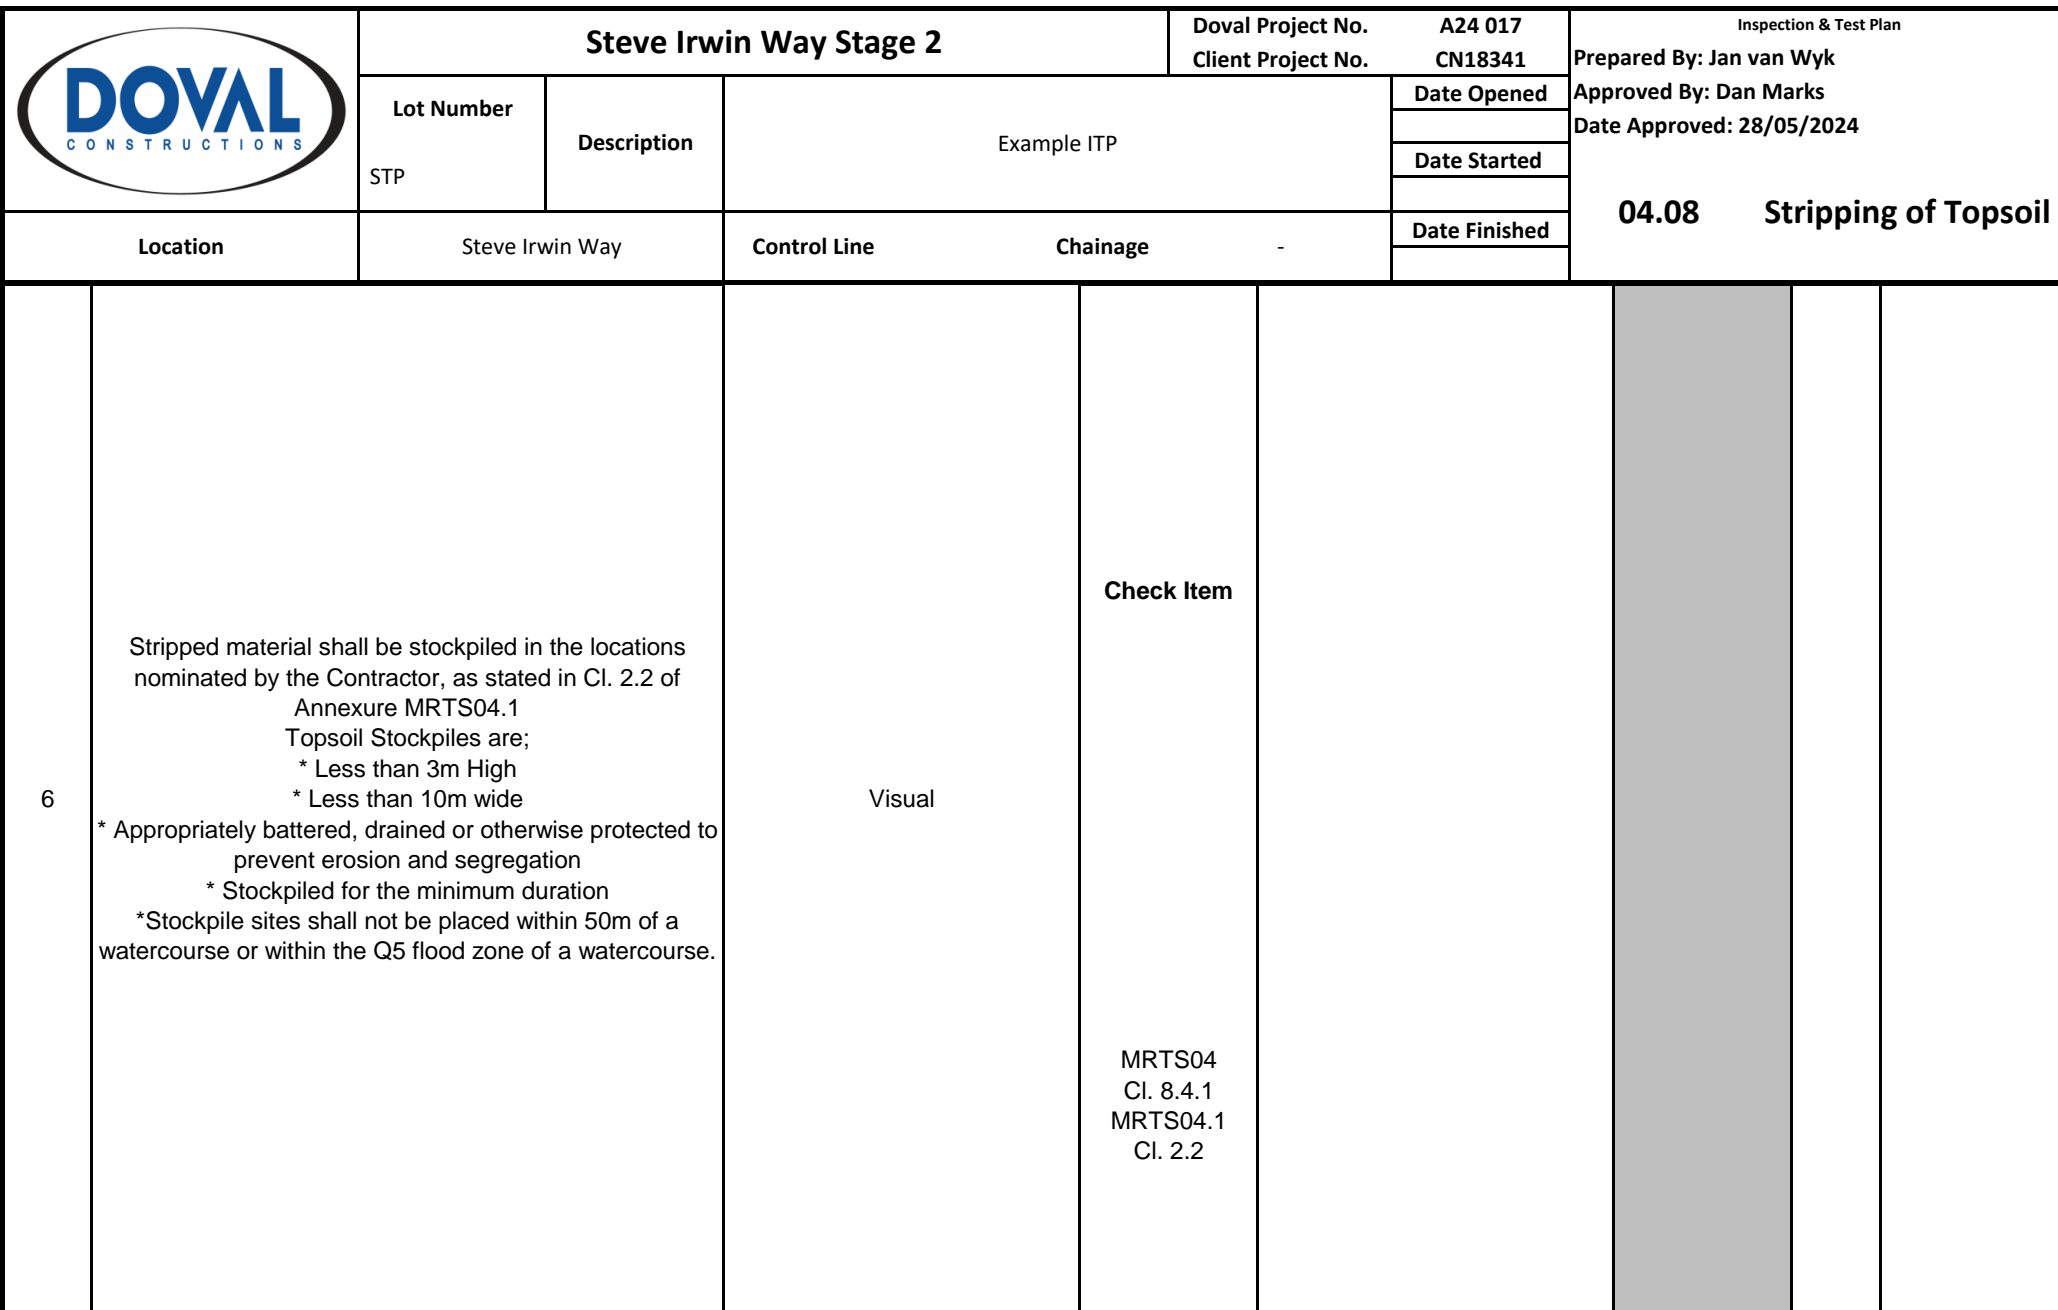 DOVAL
CONSTRUCTIONS
Steve Irwin Way Stage 2
Doval Project No. A24 017
Client Project No. CN18341
Inspection & Test Plan
Prepared By: Jan van Wyk
Approved By: Dan Marks
Date Approved: 28/05/2024
04.08 Stripping of Topsoil
Lot Number
STP
Description
Example ITP
Date Opened
Date Started
Date Finished
Location
Steve Irwin Way
Control Line
Chainage
-
6
Stripped material shall be stockpiled in the locations
nominated by the Contractor, as stated in Cl. 2.2 of
Annexure MRTS04.1
Topsoil Stockpiles are;
* Less than 3m High
* Less than 10m wide
* Appropriately battered, drained or otherwise protected to
prevent erosion and segregation
* Stockpiled for the minimum duration
*Stockpile sites shall not be placed within 50m of a
watercourse or within the Q5 flood zone of a watercourse.
Visual
Check Item
MRTS04
Cl. 8.4.1
MRTS04.1
Cl. 2.2